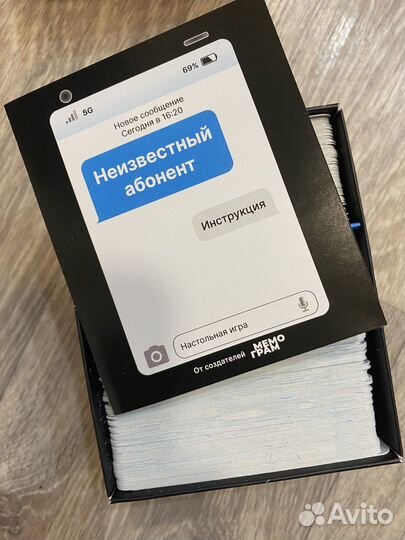 5G
69%
Новое сообщение
Сегодня в 16:20
Неизвестный
абонент
Инструкция
Настольная игра
От создателей
МЕМО
ГРАМ
Avito